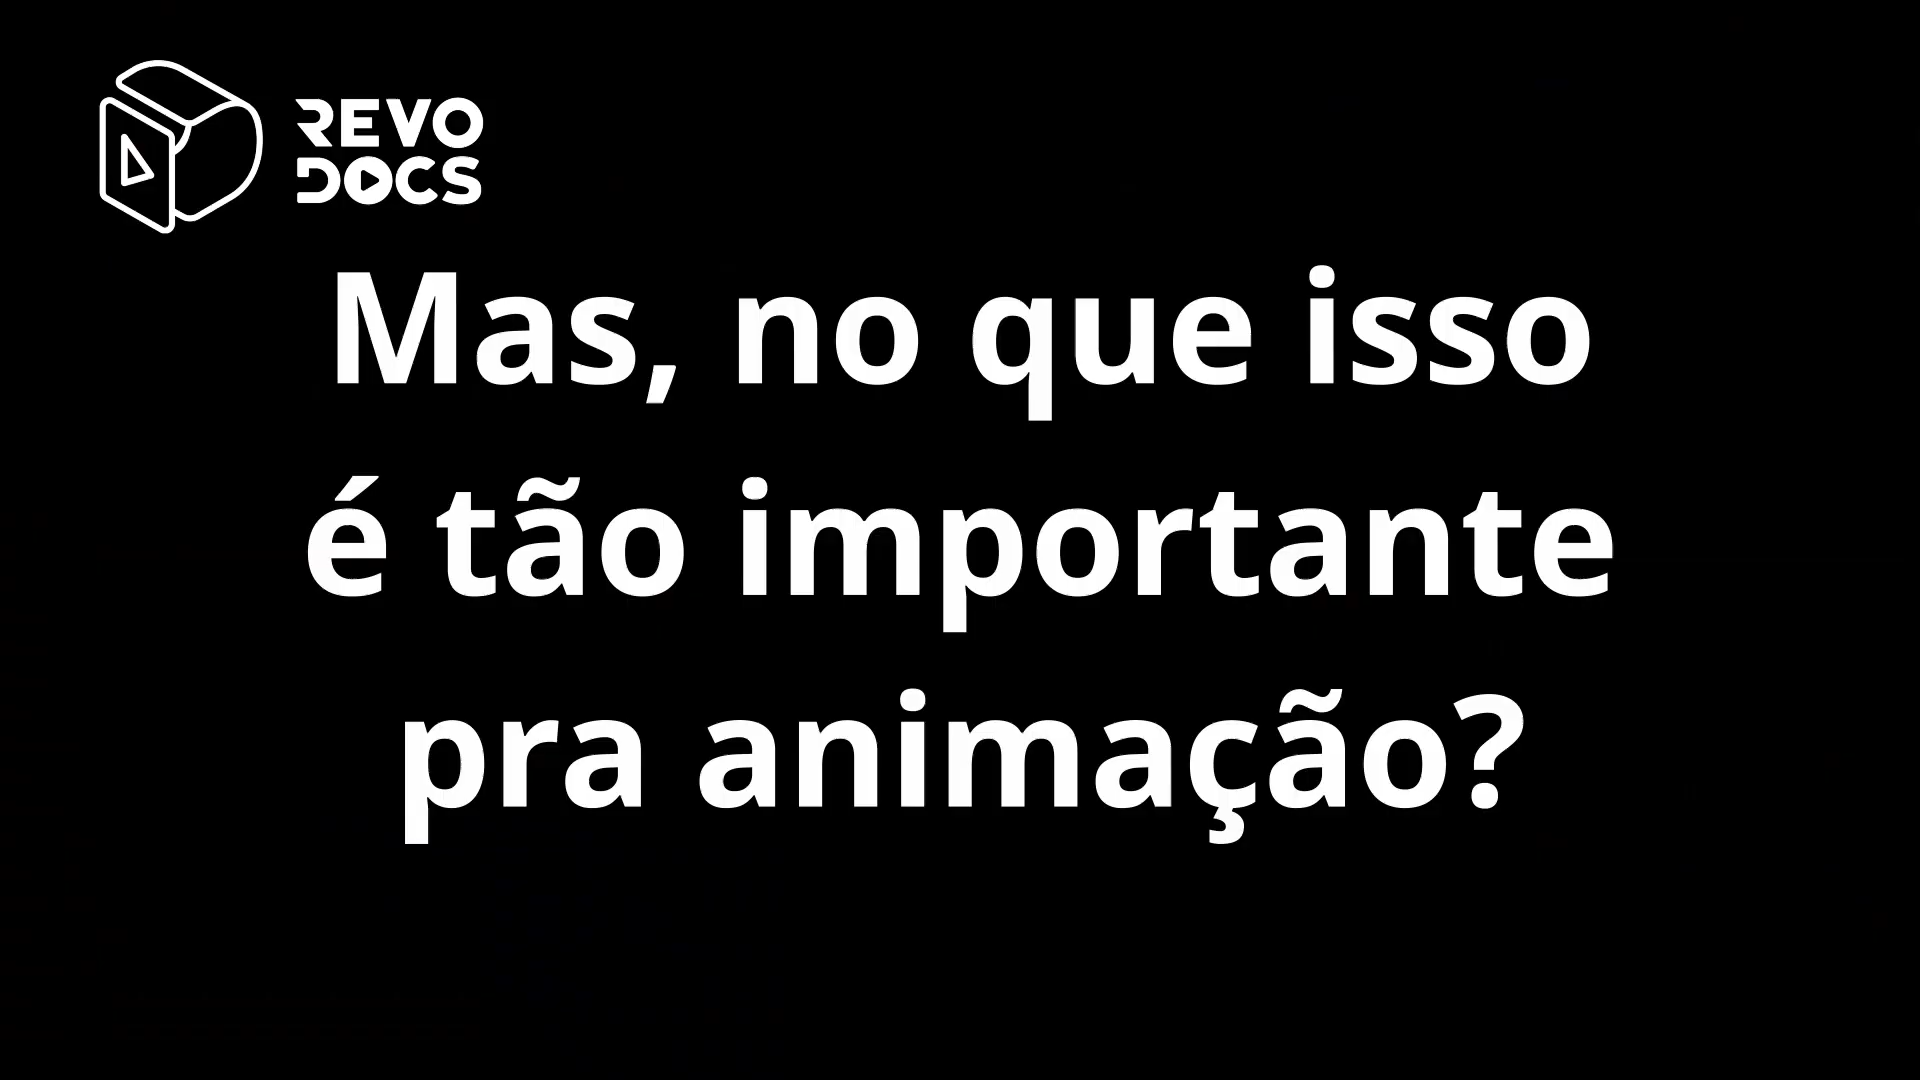 REVO
DOCS
Mas, no que isso
é tão importante
pra animação?